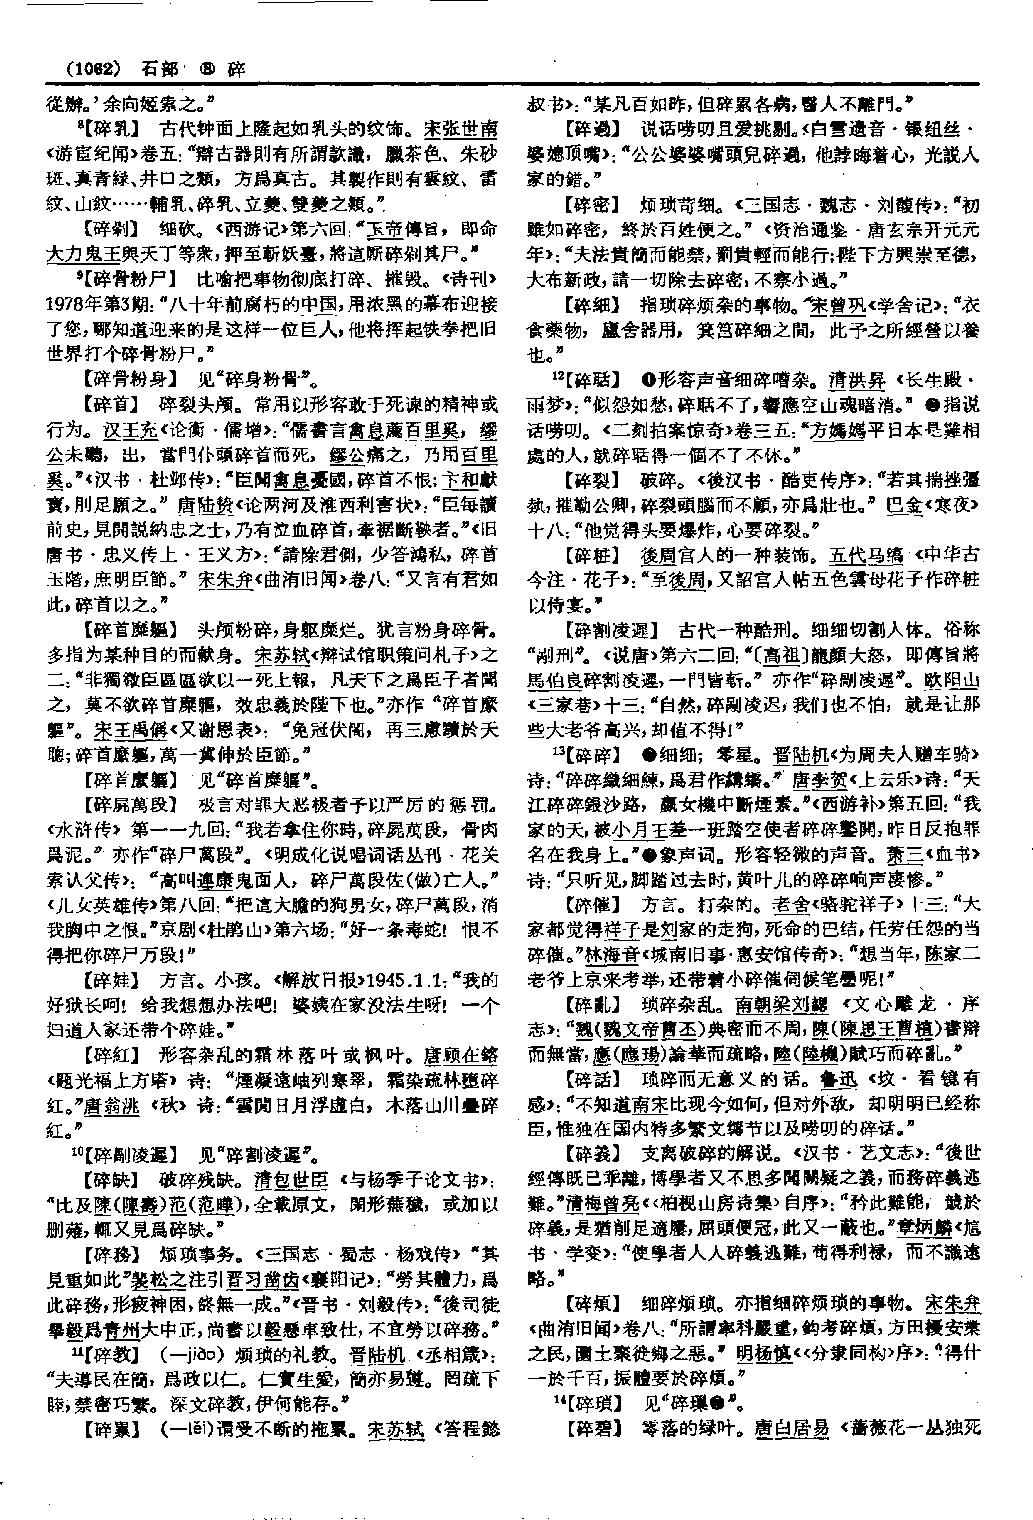 (1062) 石部 ⑧ 碎
從辦。’余向姬索之。”
⁸【碎乳】 古代钟面上隆起如乳头的纹饰。宋张世南
《游宦纪闻》卷五:“辯古器則有所謂款識，臘茶色、朱砂
斑、真青緑、井口之類，方爲真古。其製作則有雲紋、雷
紋、山紋……輔乳、碎乳、立夔、雙夔之類。”
【碎剁】 细砍。《西游记》第六回:“玉帝傳旨，即命
大力鬼王與天丁等衆，押至斬妖臺，將這厮碎剁其尸。”
⁹【碎骨粉尸】 比喻把事物彻底打碎、摧毁。《诗刊》
1978年第3期:“八十年前腐朽的中国，用浓黑的幕布迎接
了您，哪知道迎来的是这样一位巨人，他将挥起铁拳把旧
世界打个碎骨粉尸。”
【碎骨粉身】 见“碎身粉骨”。
【碎首】 碎裂头颅。常用以形容敢于死谏的精神或
行为。汉王充《论衡·儒增》:“儒書言禽息薦百里奚，繆
公未聽，出，當門仆頭碎首而死，繆公痛之，乃用百里
奚。”《汉书·杜邺传》:“臣聞禽息憂國，碎首不恨;卞和獻
寶，刖足願之。”唐陆贽《论两河及淮西利害状》:“臣每讀
前史，見開説納忠之士，乃有泣血碎首，牽裾斷鞅者。”《旧
唐书·忠义传上·王义方》:“請除君側，少答鴻私，碎首
玉階，庶明臣節。”宋朱弁《曲洧旧闻》卷八:“又言有君如
此，碎首以之。”
【碎首糜軀】 头颅粉碎，身躯糜烂。犹言粉身碎骨。
多指为某种目的而献身。宋苏轼《辩试馆职策问札子》之
二:“非獨微臣區區欲以一死上報，凡天下之爲臣子者聞
之，莫不欲碎首糜軀，效忠義於陛下也。”亦作“碎首縻
軀”。宋王禹偁《又谢恩表》:“免冠伏閤，再三慮瀆於天
聰;碎首縻軀，萬一冀伸於臣節。”
【碎首縻軀】 见“碎首糜軀”。
【碎屍萬段】 极言对罪大恶极者予以严厉的惩罚。
《水浒传》第一一九回:“我若拿住你時，碎屍萬段，骨肉
爲泥。”亦作“碎尸萬段”。《明成化说唱词话丛刊·花关
索认父传》:“高叫連康鬼面人，碎尸萬段佐(做)亡人。”
《儿女英雄传》第八回:“把這大膽的狗男女，碎尸萬段，消
我胸中之恨。”京剧《杜鹃山》第六场:“好一条毒蛇!恨不
得把你碎尸万段!”
【碎娃】 方言。小孩。《解放日报》1945.1.1:“我的
好狱长呵!给我想想办法吧!婆姨在家没法生呀!一个
妇道人家还带个碎娃。”
【碎紅】 形容杂乱的霜林落叶或枫叶。唐顾在镕
《题光福上方塔》诗:“煙凝遠岫列寒翠，霜染疏林墮碎
紅。”唐翁洮《秋》诗:“雲閒日月浮虚白，木落山川疊碎
紅。”
¹⁰【碎剮凌遲】 见“碎割凌遲”。
【碎缺】 破碎残缺。清包世臣《与杨季子论文书》:
“比及陳(陳壽)范(范曄)，全載原文，閒形蕪穢，或加以
删薙，輒又見爲碎缺。”
【碎務】 烦琐事务。《三国志·蜀志·杨戏传》“其
見重如此”裴松之注引晋习凿齿《襄阳记》:“勞其體力，爲
此碎務，形疲神困，終無一成。”《晋书·刘毅传》:“後司徒
舉毅爲青州大中正，尚書以毅懸車致仕，不宜勞以碎務。”
¹¹【碎教】 (—jiào)烦琐的礼教。晋陆机《丞相箴》:
“夫導民在簡，爲政以仁。仁實生愛，簡亦易遵。罔疏下
睦，禁密巧繁。深文碎教，伊何能存。”
【碎累】 (—lěi)谓受不断的拖累。宋苏轼《答程懿
叔书》:“某凡百如昨，但碎累各病，醫人不離門。”
【碎過】 说话唠叨且爱挑剔。《白雪遗音·银纽丝·
婆媳顶嘴》:“公公婆婆嘴頭兒碎過，他誖晦着心，光説人
家的錯。”
【碎密】 烦琐苛细。《三国志·魏志·刘馥传》:“初
雖如碎密，終於百姓便之。”《资治通鉴·唐玄宗开元元
年》:“夫法貴簡而能禁，罰貴輕而能行;陛下方興崇至德，
大布新政，請一切除去碎密，不察小過。”
【碎細】 指琐碎烦杂的事物。宋曾巩《学舍记》:“衣
食藥物，廬舍器用，箕筥碎細之間，此予之所經營以養
也。”
¹²【碎聒】 ❶形容声音细碎嘈杂。清洪昇《长生殿·
雨梦》:“似怨如愁，碎聒不了，響應空山魂暗消。”❷指说
话唠叨。《二刻拍案惊奇》卷三五:“方媽媽平日本是難相
處的人，就碎聒得一個不了不休。”
【碎裂】 破碎。《後汉书·酷吏传序》:“若其揣挫彊
埶，摧勒公卿，碎裂頭腦而不顧，亦爲壯也。”巴金《寒夜》
十八:“他觉得头要爆炸，心要碎裂。”
【碎粧】 後周宫人的一种装饰。五代马缟《中华古
今注·花子》:“至後周，又詔宫人帖五色雲母花子作碎粧
以侍宴。”
【碎割凌遲】 古代一种酷刑。细细切割人体。俗称
“剐刑”。《说唐》第六二回:“〔高祖〕龍顔大怒，即傳旨將
馬伯良碎割凌遲，一門皆斬。”亦作“碎剮凌遲”。欧阳山
《三家巷》十三:“自然，碎剐凌迟，我们也不怕，就是让那
些大老爷高兴，却值不得!”
¹³【碎碎】 ❶细细;零星。晋陆机《为周夫人赠车骑》
诗:“碎碎織細練，爲君作褠襦。”唐李贺《上云乐》诗:“天
江碎碎銀沙路，嬴女機中斷煙素。”《西游补》第五回:“我
家的天，被小月王差一班踏空使者碎碎鑿開，昨日反抱罪
名在我身上。”❷象声词。形容轻微的声音。萧三《血书》
诗:“只听见，脚踏过去时，黄叶儿的碎碎响声凄惨。”
【碎催】 方言。打杂的。老舍《骆驼祥子》十三:“大
家都觉得祥子是刘家的走狗，死命的巴结，任劳任怨的当
碎催。”林海音《城南旧事·惠安馆传奇》:“想当年，陈家二
老爷上京来考举，还带着小碎催伺候笔墨呢!”
【碎亂】 琐碎杂乱。南朝梁刘勰《文心雕龙·序
志》:“魏(魏文帝曹丕)典密而不周，陳(陳思王曹植)書辯
而無當，應(應瑒)論華而疏略，陸(陸機)賦巧而碎亂。”
【碎話】 琐碎而无意义的话。鲁迅《坟·看镜有
感》:“不知道南宋比现今如何，但对外敌，却明明已经称
臣，惟独在国内特多繁文缛节以及唠叨的碎话。”
【碎義】 支离破碎的解说。《汉书·艺文志》:“後世
經傳既已乖離，博學者又不思多聞闕疑之義，而務碎義逃
難。”清梅曾亮《〈柏枧山房诗集〉自序》:“矜此難能，競於
碎義，是猶削足適屨，屈頭便冠，此又一蔽也。”章炳麟《訄
书·学变》:“使學者人人碎義逃難，苟得利禄，而不識遠
略。”
【碎煩】 细碎烦琐。亦指细碎烦琐的事物。宋朱弁
《曲洧旧闻》卷八:“所謂率科嚴重，鈎考碎煩，方田擾安業
之民，圜土聚徙鄉之惡。”明杨慎《〈分隶同构〉序》:“得什
一於千百，振體要於碎煩。”
¹⁴【碎瑣】 见“碎璅❷”。
【碎碧】 零落的绿叶。唐白居易《蔷薇花一丛独死